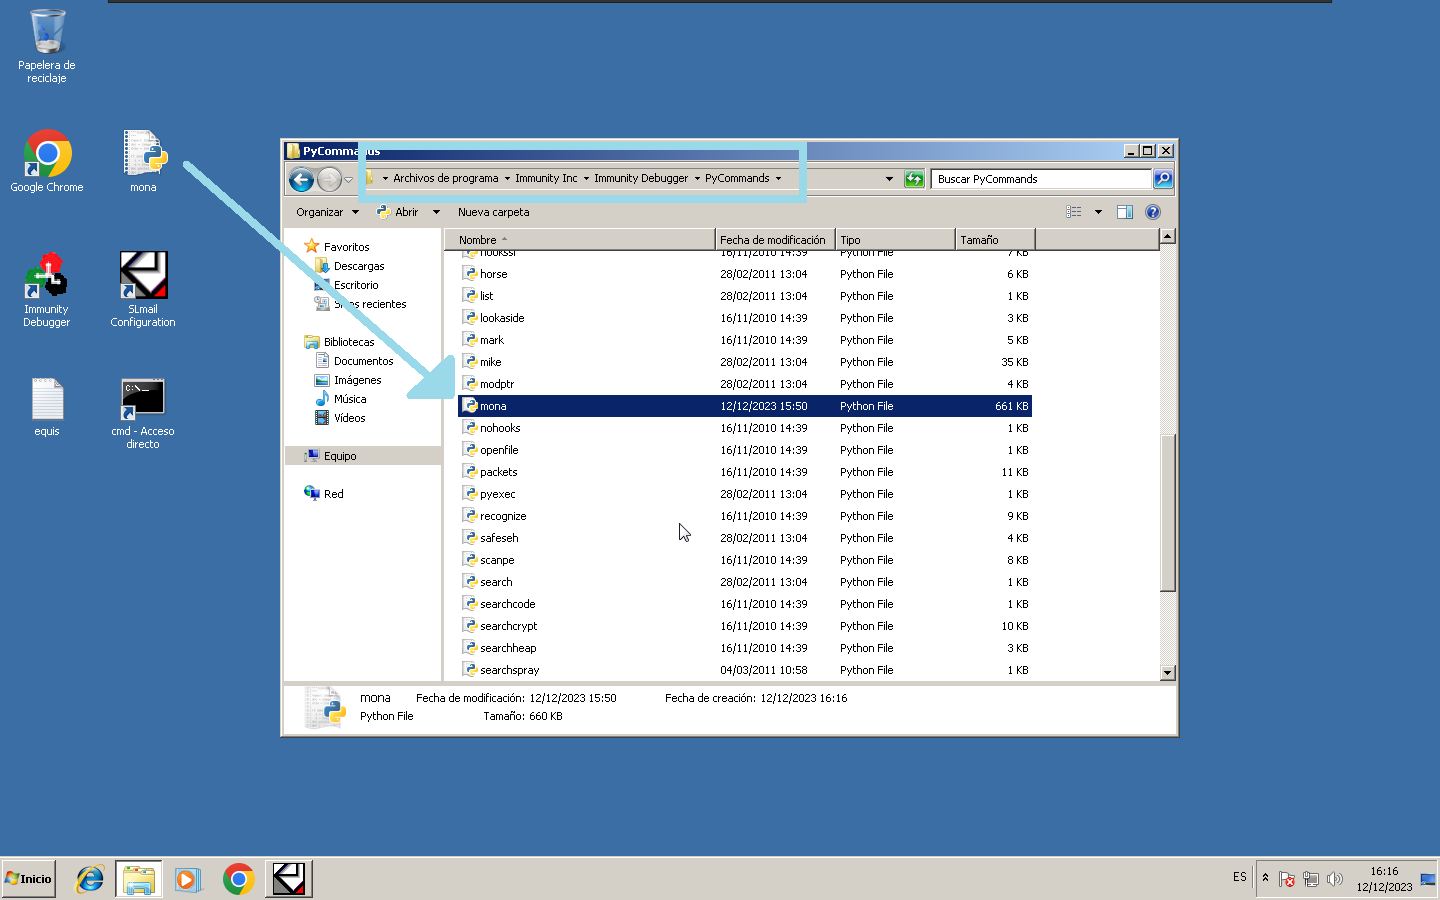 Papelera de
reciclaje
Google Chrome
mona
Immunity
Debugger
SLmail
Configuration
equis
cmd - Acceso
directo
PyCommands
Archivos de programa Immunity Inc Immunity Debugger PyCommands
Buscar PyCommands
Organizar Abrir Nueva carpeta
Favoritos
Descargas
Escritorio
recientes
Bibliotecas
Documentos
Imágenes
Música
Vídeos
Equipo
Red
Nombre Fecha de modificación Tipo Tamaño
hookssl 16/11/2010 14:39 Python File 7 KB
horse 28/02/2011 13:04 Python File 6 KB
list 28/02/2011 13:04 Python File 1 KB
lookaside 16/11/2010 14:39 Python File 3 KB
mark 16/11/2010 14:39 Python File 5 KB
mike 28/02/2011 13:04 Python File 35 KB
modptr 28/02/2011 13:04 Python File 4 KB
mona 12/12/2023 15:50 Python File 661 KB
nohooks 16/11/2010 14:39 Python File 1 KB
openfile 16/11/2010 14:39 Python File 1 KB
packets 16/11/2010 14:39 Python File 11 KB
pyexec 28/02/2011 13:04 Python File 1 KB
recognize 16/11/2010 14:39 Python File 9 KB
safeseh 28/02/2011 13:04 Python File 4 KB
scanpe 16/11/2010 14:39 Python File 8 KB
search 28/02/2011 13:04 Python File 1 KB
searchcode 16/11/2010 14:39 Python File 1 KB
searchcrypt 16/11/2010 14:39 Python File 10 KB
searchheap 16/11/2010 14:39 Python File 3 KB
searchspray 04/03/2011 10:58 Python File 1 KB
mona Fecha de modificación: 12/12/2023 15:50 Fecha de creación: 12/12/2023 16:16
Python File Tamaño: 660 KB
Inicio
ES
16:16
12/12/2023